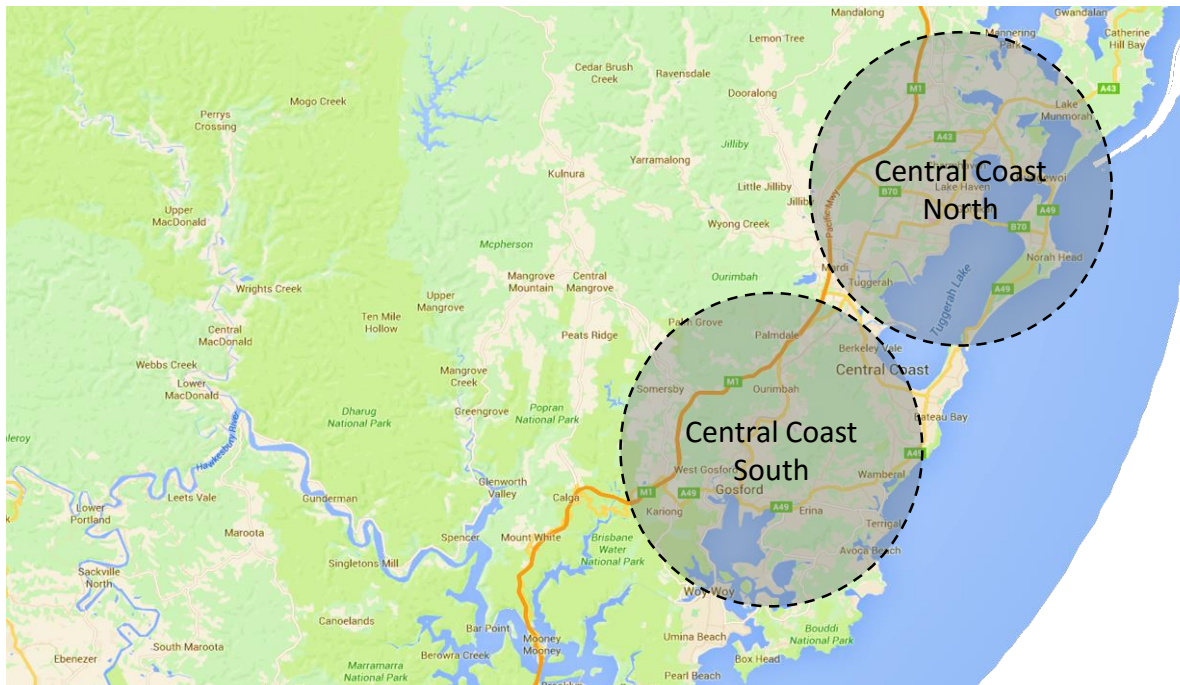 Mandalong
Gwandalan
Mannering
Park
Catherine
Hill Bay
Lemon Tree
Cedar Brush
Creek
Ravensdale
Dooralong
M1
A43
Mogo Creek
Perrys
Crossing
Lake
Munmorah
A43
Jilliby
Yarramalong
Kulnura
Central Coast
North
Lake Haven
Little Jilliby
Jilliby
B70
A49
B70
Pacific Mwy
Upper
MacDonald
Wyong Creek
Mcpherson
Norah Head
Mangrove
Mountain
Central
Mangrove
Ourimbah
Mardi
Tuggerah
Tuggerah Lake
A49
Wrights Creek
Upper
Mangrove
Ten Mile
Hollow
Central
MacDonald
Peats Ridge
Palm Grove
Palmdale
Berkeley Vale
Central Coast
Webbs Creek
Lower
MacDonald
Mangrove
Creek
Somersby
M1
Ourimbah
Greengrove
Popran
National Park
Dharug
National Park
Bateau Bay
Hawkesbury River
Central Coast
South
West Gosford
Gosford
Wamberal
Glenworth
Valley
Calga
M1
A49
Kariong
A49
Erina
Terrigal
Leets Vale
Gunderman
Lower
Portland
Maroota
Spencer
Mount White
Brisbane
Water
National Park
Avoca Beach
Singletons Mill
Sackville
North
Woy Woy
Canoelands
Bar Point
Mooney
Mooney
Umina Beach
Bouddi
National Park
South Maroota
Ebenezer
Berowra Creek
Marramarra
National Park
Box Head
Pearl Beach